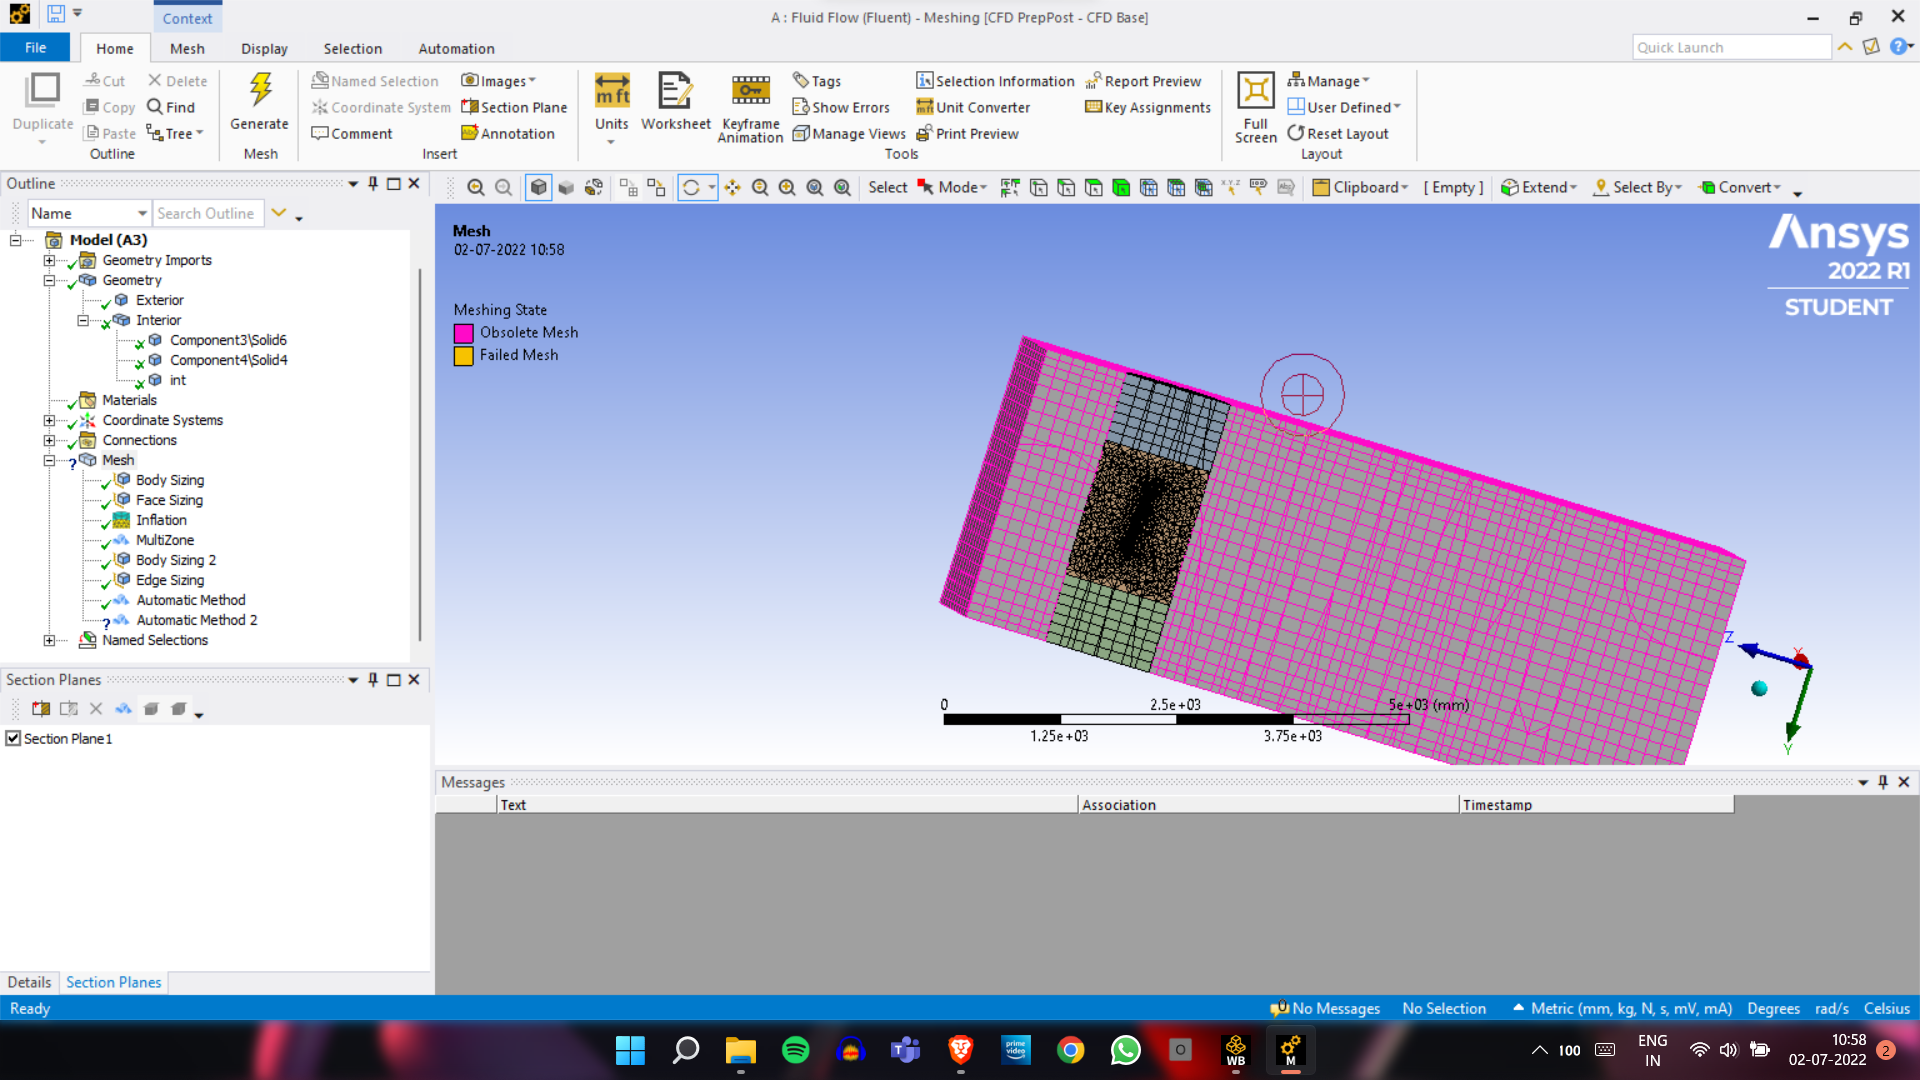 Context
A : Fluid Flow (Fluent) - Meshing [CFD PrepPost - CFD Base]
File Home Mesh Display Selection Automation
Quick Launch
Duplicate
Cut
Delete
Copy
Find
Paste
Tree
Outline
Generate
Mesh
Named Selection
Images
Coordinate System
Section Plane
Comment
Annotation
Insert
m ft
Units
Worksheet
Keyframe
Animation
Tags
Show Errors
Manage Views
Selection Information
Unit Converter
Print Preview
Report Preview
Key Assignments
Tools
Full
Screen
Manage
User Defined
Reset Layout
Layout
Outline
Name
Search Outline
Select Mode Clipboard [ Empty ] Extend Select By Convert
Model (A3)
Geometry Imports
Geometry
Exterior
Interior
Component3\Solid6
Component4\Solid4
int
Materials
Coordinate Systems
Connections
Mesh
Body Sizing
Face Sizing
Inflation
MultiZone
Body Sizing 2
Edge Sizing
Automatic Method
Automatic Method 2
Named Selections
Section Planes
Section Plane1
Details Section Planes
Mesh
02-07-2022 10:58
Meshing State
Obsolete Mesh
Failed Mesh
Ansys
2022 R1
STUDENT
0 2.5e+03 5e+03 (mm)
1.25e+03 3.75e+03
Z
X
Y
Messages
Text Association Timestamp
Ready
No Messages No Selection Metric (mm, kg, N, s, mV, mA) Degrees rad/s Celsius
prime video
WB
M
100
ENG
IN
10:58
02-07-2022
2